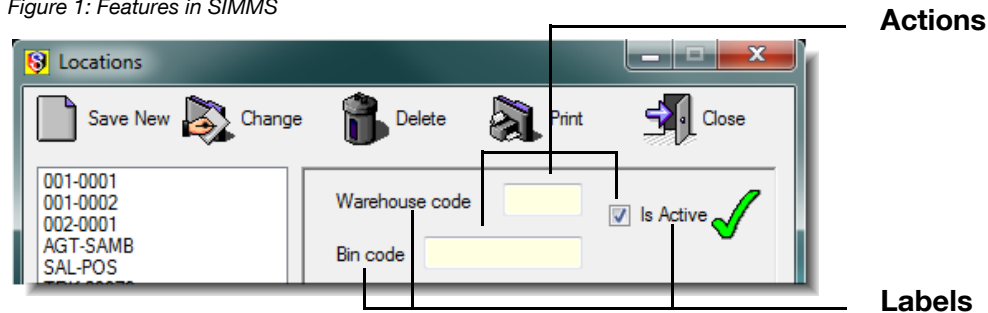 Figure 1: Features in SIMMS
Actions
Locations
Save New Change Delete Print Close
001-0001
001-0002
002-0001
AGT-SAMB
SAL-POS
Warehouse code
Is Active
Bin code
Labels